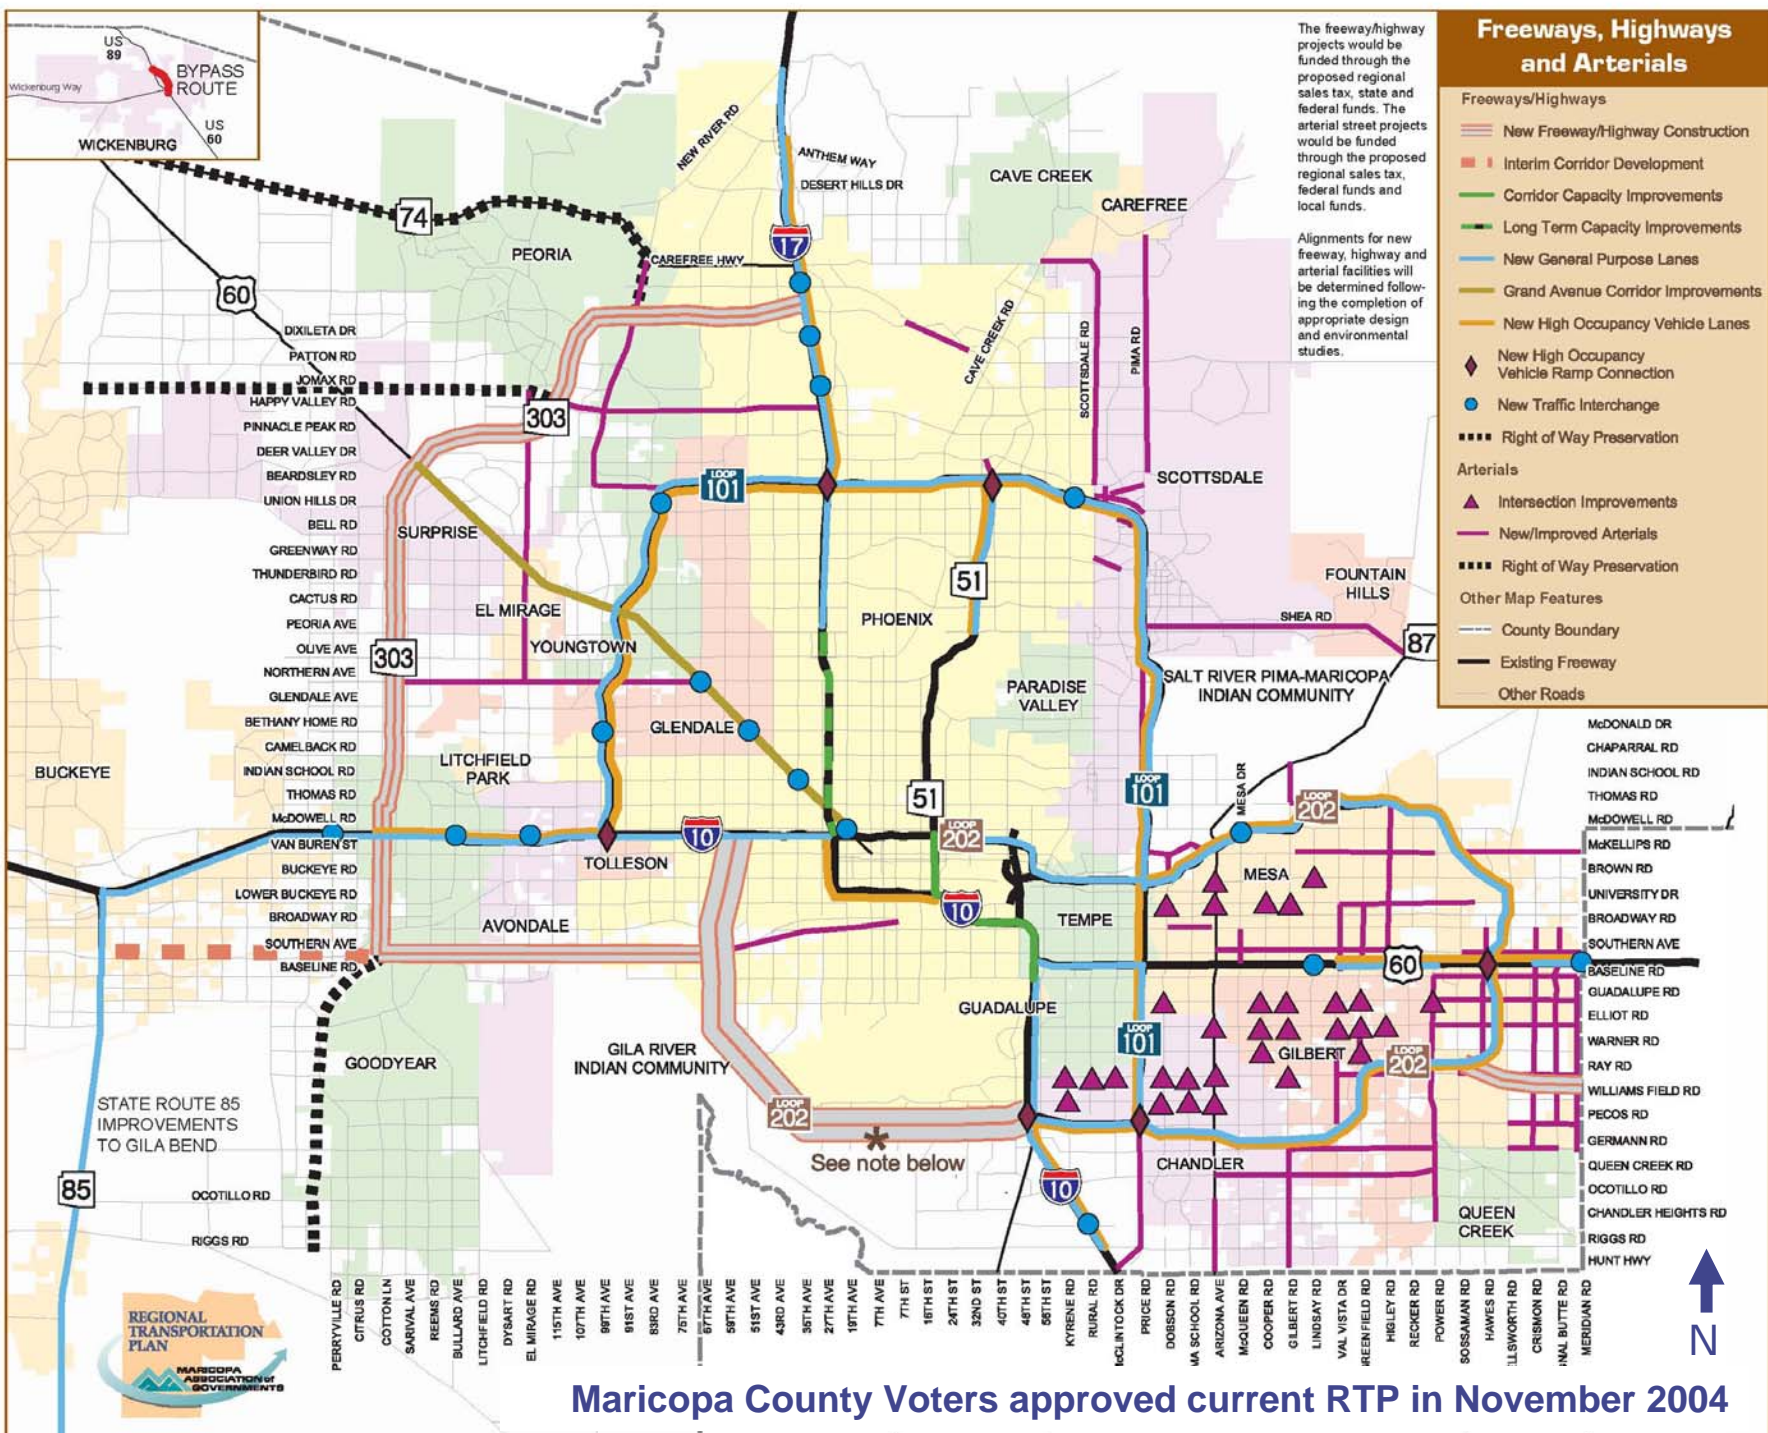 US
89
BYPASS
ROUTE
Wickenburg Way
US
60
WICKENBURG
The freeway/highway
projects would be
funded through the
proposed regional
sales tax, state and
federal funds. The
arterial street projects
would be funded
through the proposed
regional sales tax,
federal funds and
local funds.
Alignments for new
freeway, highway and
arterial facilities will
be determined follow-
ing the completion of
appropriate design
and environmental
studies.
Freeways, Highways
and Arterials
Freeways/Highways
New Freeway/Highway Construction
Interim Corridor Development
Corridor Capacity Improvements
Long Term Capacity Improvements
New General Purpose Lanes
Grand Avenue Corridor Improvements
New High Occupancy Vehicle Lanes
New High Occupancy
Vehicle Ramp Connection
New Traffic Interchange
Right of Way Preservation
Arterials
Intersection Improvements
New/Improved Arterials
Right of Way Preservation
Other Map Features
County Boundary
Existing Freeway
Other Roads
NEW RIVER RD
ANTHEM WAY
DESERT HILLS DR
CAVE CREEK
CAREFREE
74
PEORIA
17
CAREFREE HWY
60
CAVE CREEK RD
SCOTTSDALE RD
PIMA RD
DIXILETA DR
PATTON RD
JOMAX RD
HAPPY VALLEY RD
PINNACLE PEAK RD
DEER VALLEY DR
BEARDSLEY RD
UNION HILLS DR
BELL RD
GREENWAY RD
THUNDERBIRD RD
CACTUS RD
PEORIA AVE
OLIVE AVE
NORTHERN AVE
GLENDALE AVE
BETHANY HOME RD
CAMELBACK RD
INDIAN SCHOOL RD
THOMAS RD
McDOWELL RD
VAN BUREN ST
BUCKEYE RD
LOWER BUCKEYE RD
BROADWAY RD
SOUTHERN AVE
BASELINE RD
OCOTILLO RD
RIGGS RD
303
LOOP
101
SCOTTSDALE
SURPRISE
51
FOUNTAIN
HILLS
EL MIRAGE
PHOENIX
SHEA RD
87
YOUNGTOWN
303
SALT RIVER PIMA-MARICOPA
INDIAN COMMUNITY
PARADISE
VALLEY
GLENDALE
BUCKEYE
LITCHFIELD
PARK
51
LOOP
101
MESA DR
LOOP
202
10
LOOP
202
TOLLESON
MESA
10
AVONDALE
TEMPE
60
GUADALUPE
LOOP
101
GILA RIVER
INDIAN COMMUNITY
GOODYEAR
GILBERT
LOOP
202
STATE ROUTE 85
IMPROVEMENTS
TO GILA BEND
LOOP
202
*
See note below
CHANDLER
85
10
QUEEN
CREEK
McDONALD DR
CHAPARRAL RD
INDIAN SCHOOL RD
THOMAS RD
McDOWELL RD
McKELLIPS RD
BROWN RD
UNIVERSITY DR
BROADWAY RD
SOUTHERN AVE
BASELINE RD
GUADALUPE RD
ELLIOT RD
WARNER RD
RAY RD
WILLIAMS FIELD RD
PECOS RD
GERMANN RD
QUEEN CREEK RD
OCOTILLO RD
CHANDLER HEIGHTS RD
RIGGS RD
HUNT HWY
PERRYVILLE RD
CITRUS RD
COTTON LN
SARIVAL AVE
REEMS RD
BULLARD AVE
LITCHFIELD RD
DYSART RD
EL MIRAGE RD
115TH AVE
107TH AVE
99TH AVE
91ST AVE
83RD AVE
75TH AVE
67TH AVE
59TH AVE
51ST AVE
43RD AVE
35TH AVE
27TH AVE
19TH AVE
7TH AVE
7TH ST
16TH ST
24TH ST
32ND ST
40TH ST
48TH ST
56TH ST
KYRENE RD
RURAL RD
McCLINTOCK DR
PRICE RD
DOBSON RD
MA SCHOOL RD
ARIZONA AVE
McQUEEN RD
COOPER RD
GILBERT RD
LINDSAY RD
VAL VISTA DR
REENFIELD RD
HIGLEY RD
RECKER RD
POWER RD
SOSSAMAN RD
HAWES RD
LLSWORTH RD
CRISMON RD
NAL BUTTE RD
MERIDIAN RD
N
REGIONAL
TRANSPORTATION
PLAN
MARICOPA
ASSOCIATION of
GOVERNMENTS
Maricopa County Voters approved current RTP in November 2004